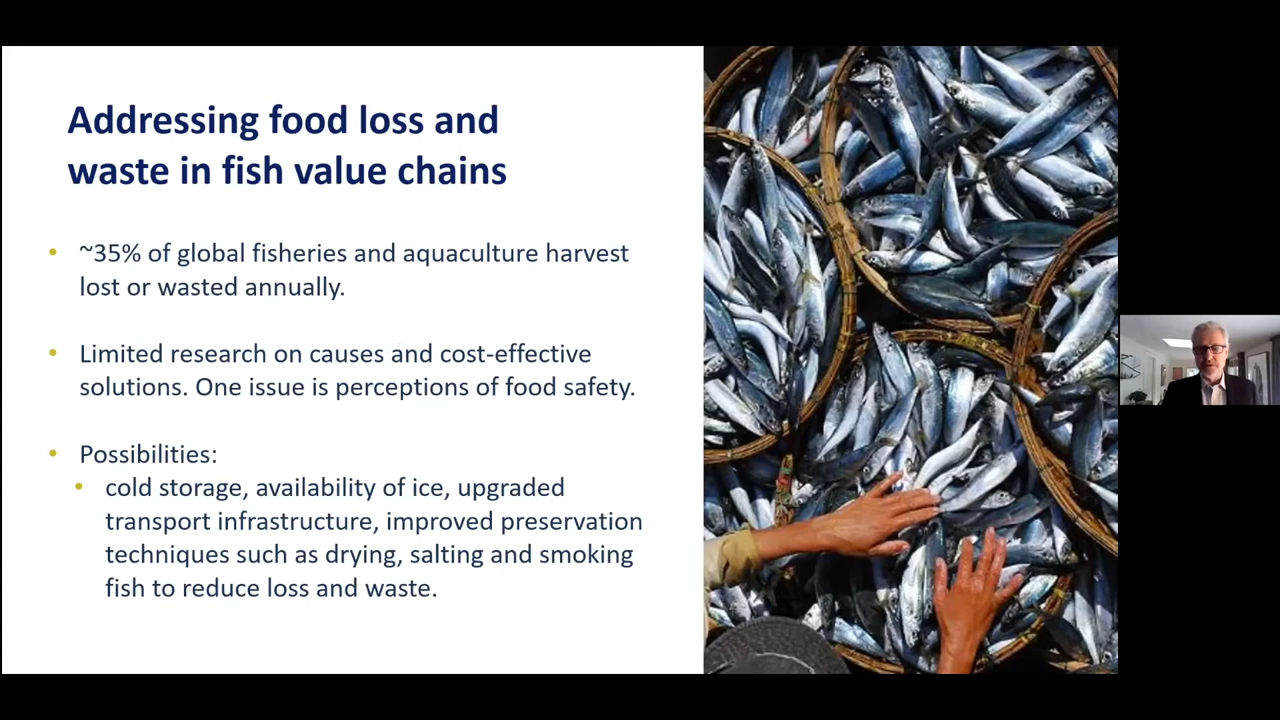 Addressing food loss and
waste in fish value chains
• ~35% of global fisheries and aquaculture harvest
lost or wasted annually.
• Limited research on causes and cost-effective
solutions. One issue is perceptions of food safety.
• Possibilities:
• cold storage, availability of ice, upgraded
transport infrastructure, improved preservation
techniques such as drying, salting and smoking
fish to reduce loss and waste.